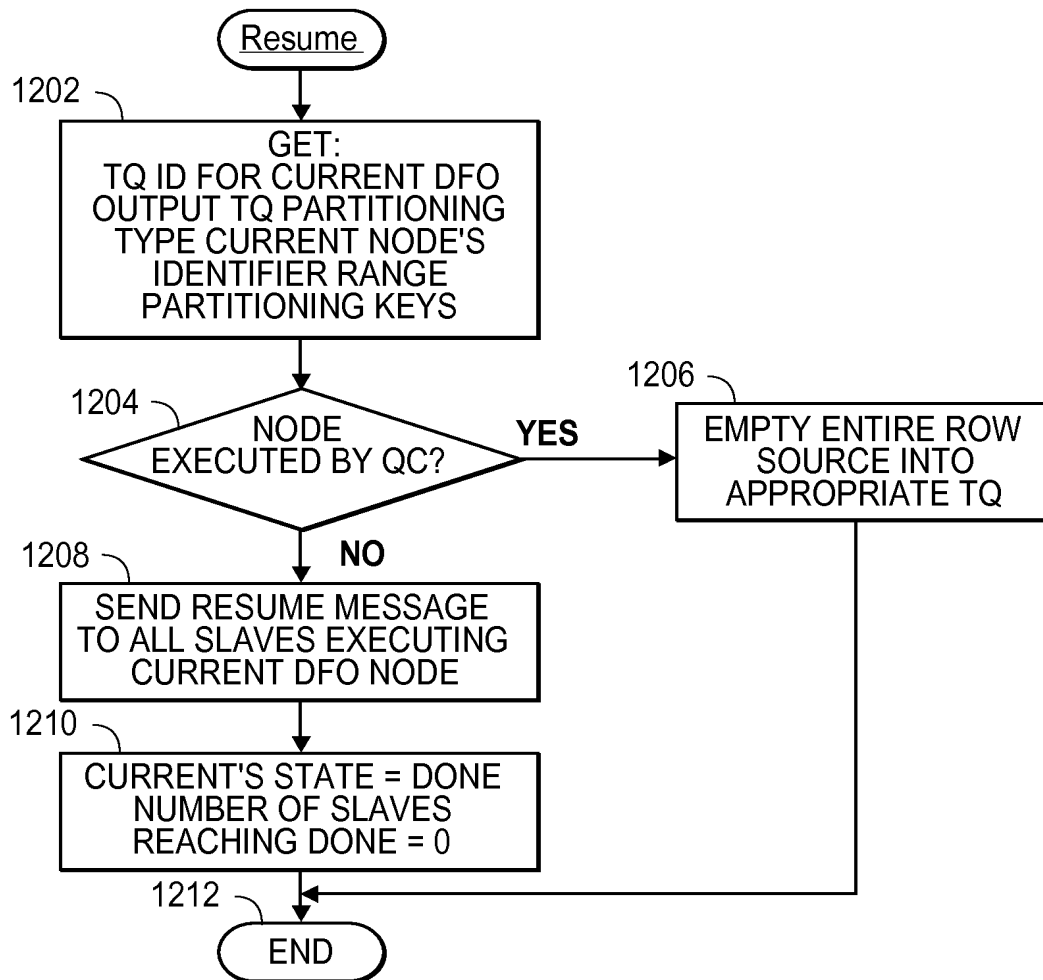 Resume
1202
GET:
TQ ID FOR CURRENT DFO
OUTPUT TQ PARTITIONING
TYPE CURRENT NODE'S
IDENTIFIER RANGE
PARTITIONING KEYS
1204
NODE
EXECUTED BY QC?
YES
1206
EMPTY ENTIRE ROW
SOURCE INTO
APPROPRIATE TQ
NO
1208
SEND RESUME MESSAGE
TO ALL SLAVES EXECUTING
CURRENT DFO NODE
1210
CURRENT'S STATE = DONE
NUMBER OF SLAVES
REACHING DONE = 0
1212
END